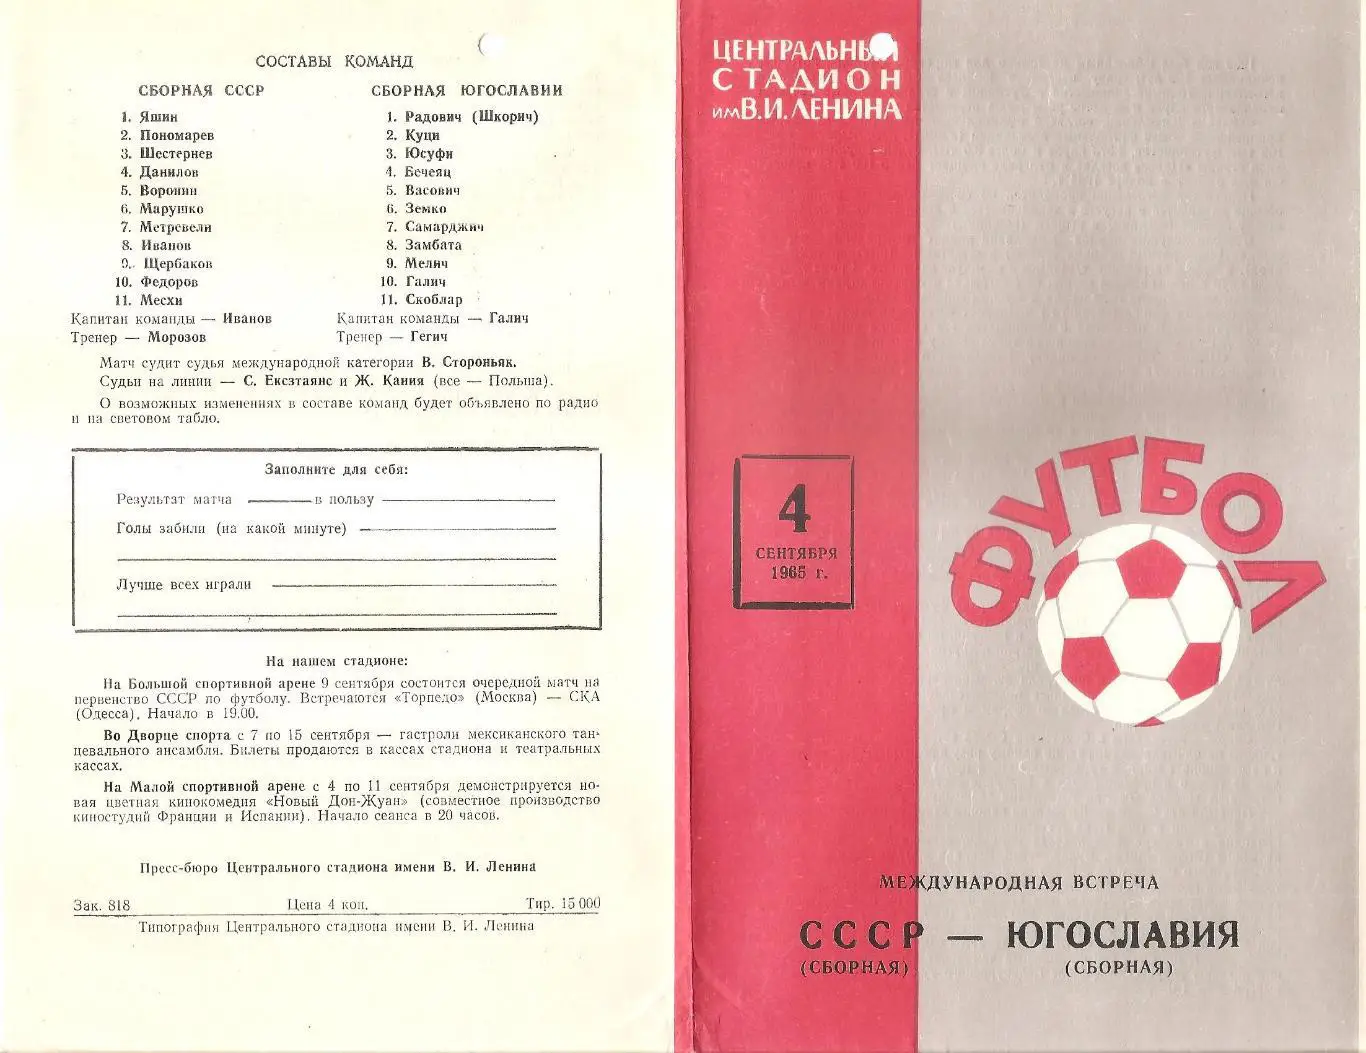 СОСТАВЫ КОМАНД
СБОРНАЯ СССР
1. Яшин
2. Пономарев
3. Шестернев
4. Данилов
5. Воронин
6. Марушко
7. Метревели
8. Иванов
9. Щербаков
10. Федоров
11. Месхи
Капитан команды — Иванов
Тренер — Морозов
СБОРНАЯ ЮГОСЛАВИИ
1. Радович (Шкорич)
2. Куци
3. Юсуфи
4. Бечеяц
5. Васович
6. Земко
7. Самарджич
8. Замбата
9. Мелич
10. Галич
11. Скоблар
Капитан команды — Галич
Тренер — Гегич
Матч судит судья международной категории В. Стороньяк.
Судьи на линии — С. Екзтаянс и Ж. Кания (все — Польша).
О возможных изменениях в составе команд будет объявлено по радио
и на световом табло.
Заполните для себя:
Результат матча ——— в пользу ———
Голы забили (на какой минуте) ———
Лучше всех играли ———
На нашем стадионе:
На Большой спортивной арене 9 сентября состоится очередной матч на
первенство СССР по футболу. Встречаются «Торпедо» (Москва) — СКА
(Одесса). Начало в 19.00.
Во Дворце спорта с 7 по 15 сентября — гастроли мексиканского тан-
цевального ансамбля. Билеты продаются в кассах стадиона и театральных
кассах.
На Малой спортивной арене с 4 по 11 сентября демонстрируется но-
вая цветная кинокомедия «Новый Дон-Жуан» (совместное производство
киностудий Франции и Испании). Начало сеанса в 20 часов.
Пресс-бюро Центрального стадиона имени В. И. Ленина
Зак. 818 Цена 4 коп. Тир. 15 000
Типография Центрального стадиона имени В. И. Ленина
ЦЕНТРАЛЬНЫЙ
СТАДИОН
им В.И.ЛЕНИНА
4
СЕНТЯБРЯ
1965 г.
ФУТБОЛ
МЕЖДУНАРОДНАЯ ВСТРЕЧА
СССР — ЮГОСЛАВИЯ
(СБОРНАЯ) (СБОРНАЯ)